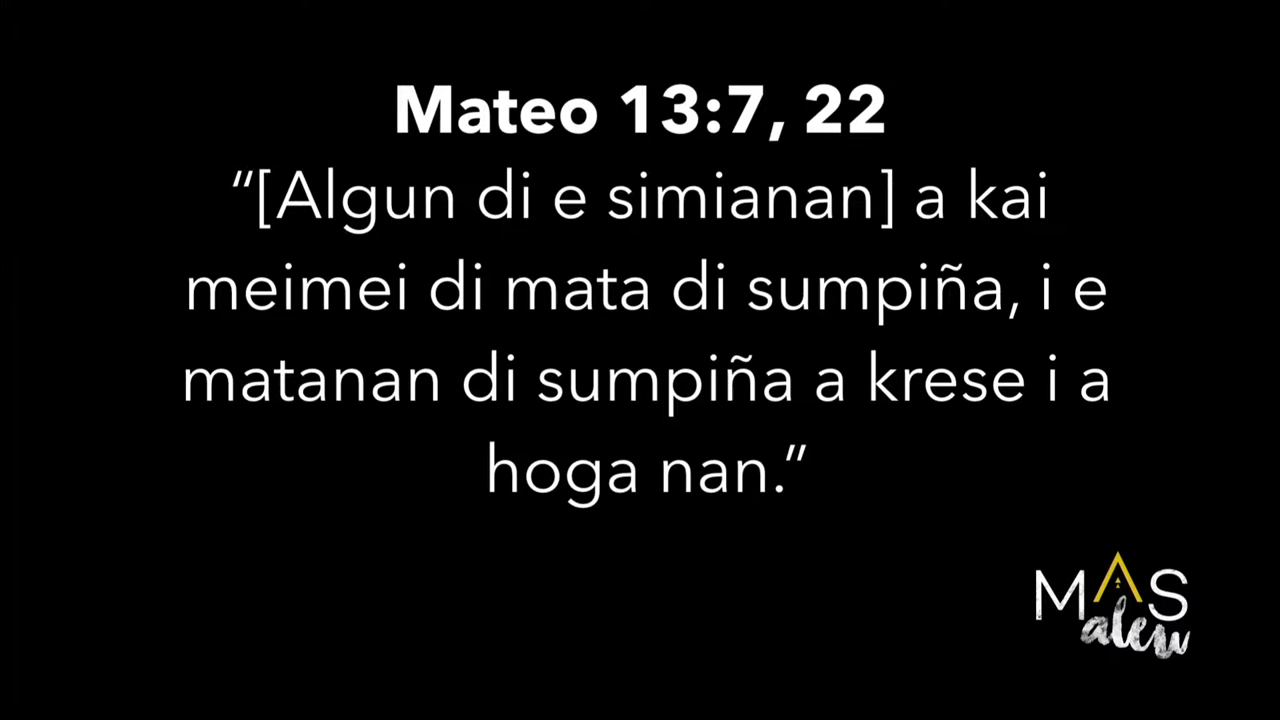 Mateo 13:7, 22
“[Algun di e simianan] a kai
meimei di mata di sumpiña, i e
matanan di sumpiña a krese i a
hoga nan.”
MAS
alew